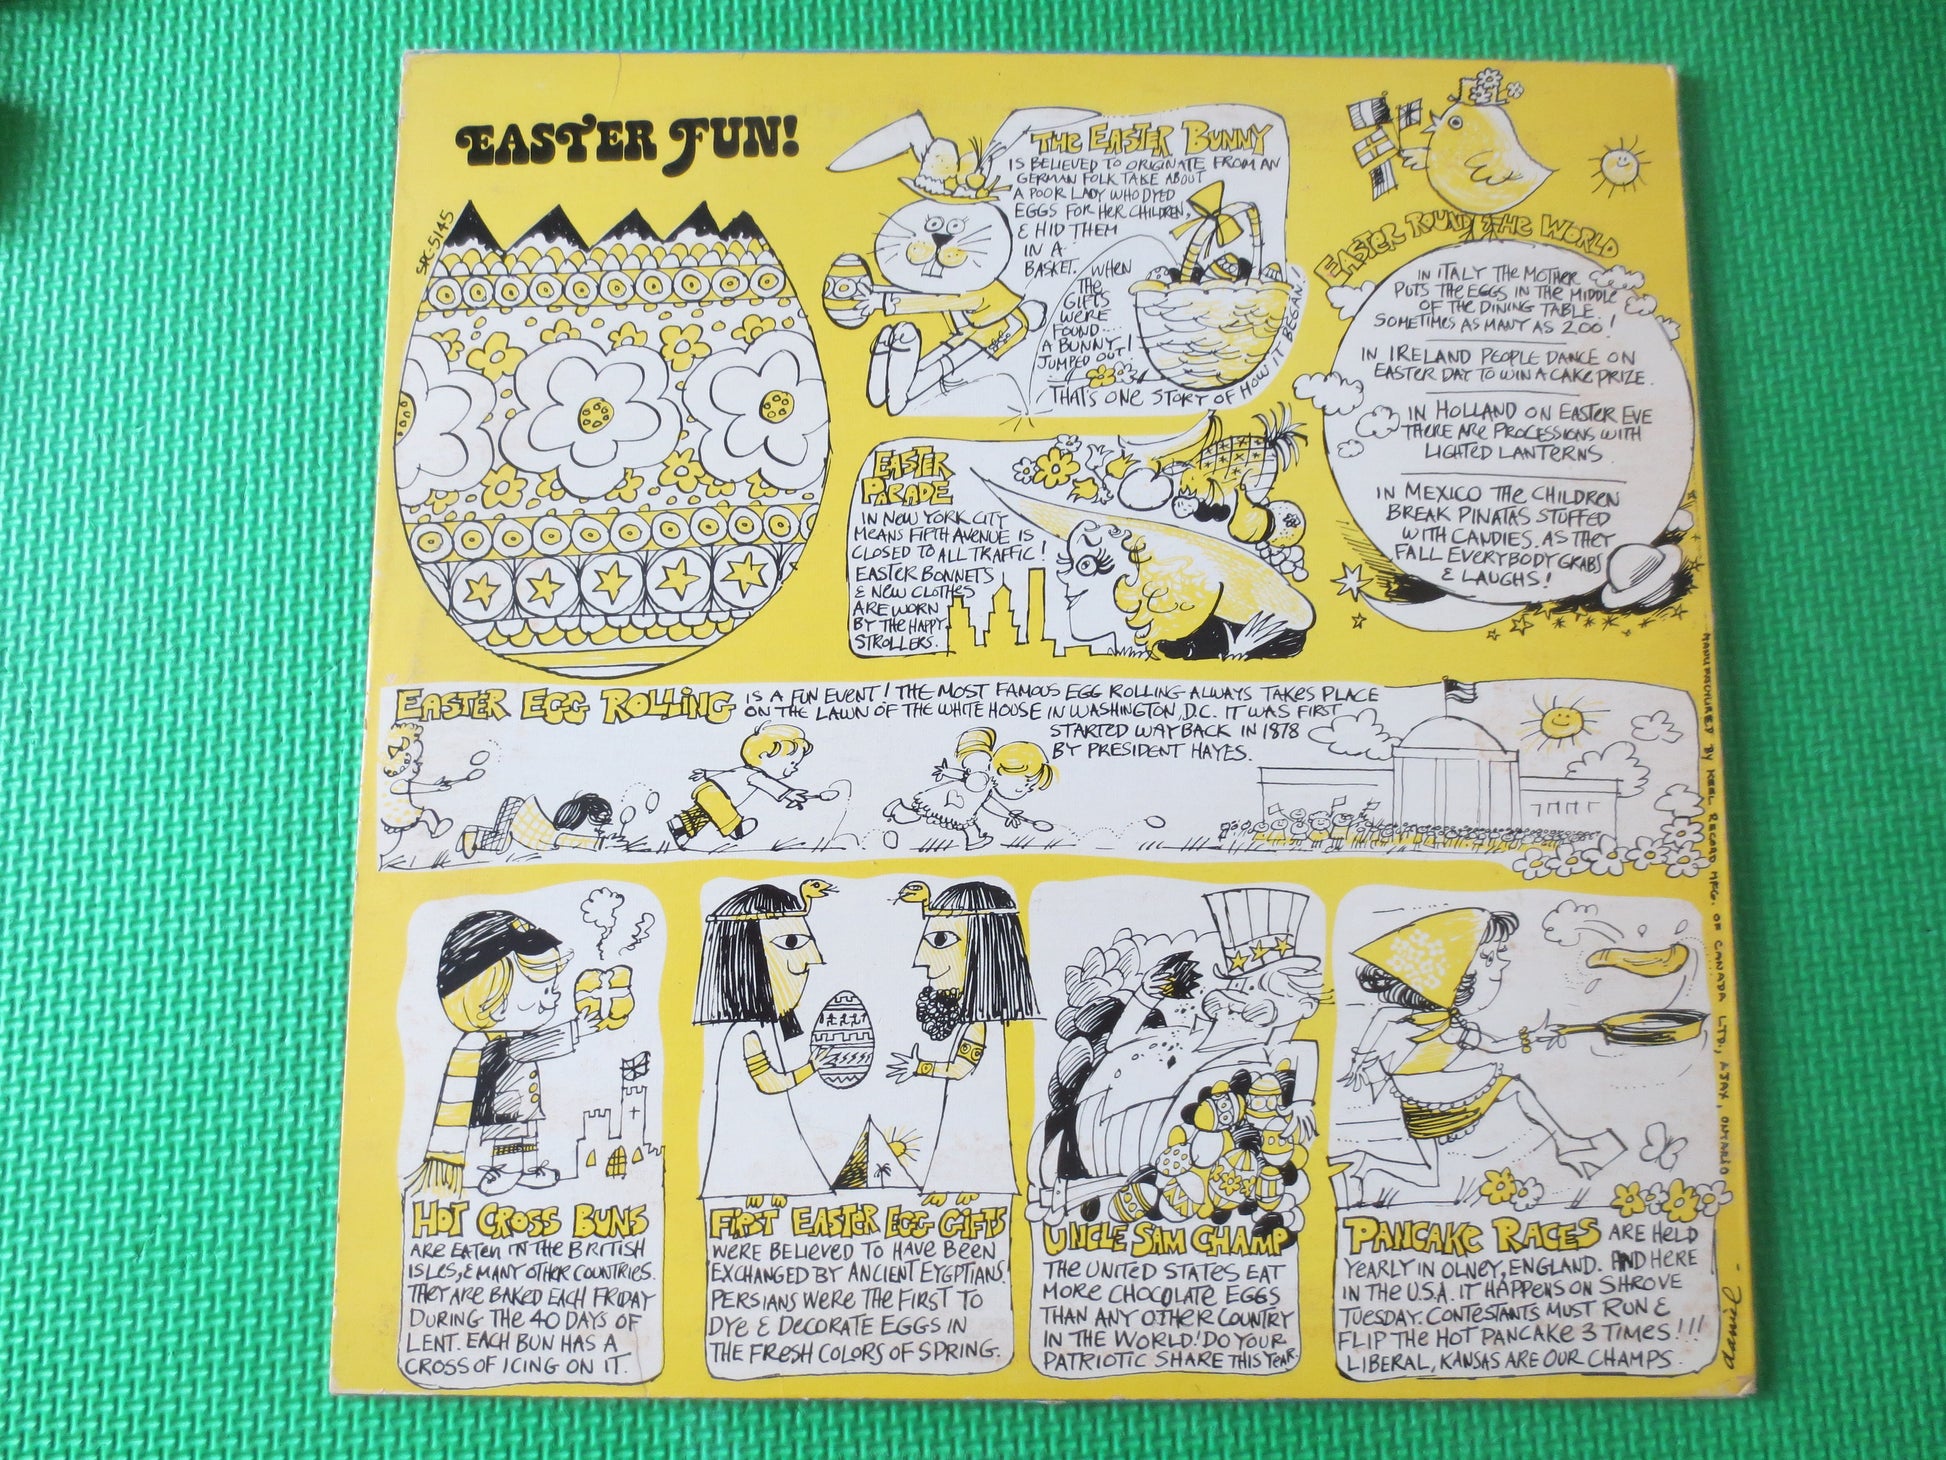 EASTER FUN!
SPC-5145
THE EASTER BUNNY
IS BELIEVED TO ORIGINATE FROM AN
GERMAN FOLK TALE ABOUT
A POOR LADY WHO DYED
EGGS FOR HER CHILDREN,
& HID THEM
IN A
BASKET. WHEN
THE
GIFTS
WERE
FOUND...
A BUNNY!
JUMPED OUT!
THAT'S ONE STORY OF HOW IT BEGAN!
EASTER ROUND THE WORLD
IN ITALY THE MOTHER
PUTS THE EGGS IN THE MIDDLE
OF THE DINING TABLE.
SOMETIMES AS MANY AS 200!
IN IRELAND PEOPLE DANCE ON
EASTER DAY TO WIN A CAKE PRIZE.
IN HOLLAND ON EASTER EVE
THERE ARE PROCESSIONS WITH
LIGHTED LANTERNS
IN MEXICO THE CHILDREN
BREAK PINATAS STUFFED
WITH CANDIES. AS THEY
FALL EVERYBODY GRABS
& LAUGHS!
EASTER
PARADE
IN NEW YORK CITY
MEANS FIFTH AVENUE IS
CLOSED TO ALL TRAFFIC!
EASTER BONNETS
& NEW CLOTHES
ARE WORN
BY THE HAPPY
STROLLERS.
EASTER EGG ROLLING IS A FUN EVENT! THE MOST FAMOUS EGG ROLLING ALWAYS TAKES PLACE
ON THE LAWN OF THE WHITE HOUSE IN WASHINGTON, D.C. IT WAS FIRST
STARTED WAY BACK IN 1878
BY PRESIDENT HAYES.
MANUFACTURED BY KEEL RECORD MFG. OF CANADA LTD., AJAX, ONTARIO
HOT CROSS BUNS
ARE EATEN IN THE BRITISH
ISLES, & MANY OTHER COUNTRIES.
THEY ARE BAKED EACH FRIDAY
DURING THE 40 DAYS OF
LENT. EACH BUN HAS A
CROSS OF ICING ON IT.
FIRST EASTER EGG GIFTS
WERE BELIEVED TO HAVE BEEN
EXCHANGED BY ANCIENT EYGPTIANS!
PERSIANS WERE THE FIRST TO
DYE & DECORATE EGGS IN
THE FRESH COLORS OF SPRING.
UNCLE SAM CHAMP
THE UNITED STATES EAT
MORE CHOCOLATE EGGS
THAN ANY OTHER COUNTRY
IN THE WORLD! DO YOUR
PATRIOTIC SHARE THIS YEAR
PANCAKE RACES ARE HELD
YEARLY IN OLNEY, ENGLAND. AND HERE
IN THE U.S.A. IT HAPPENS ON SHROVE
TUESDAY. CONTESTANTS MUST RUN &
FLIP THE HOT PANCAKE 3 TIMES!!!
LIBERAL, KANSAS ARE OUR CHAMPS.